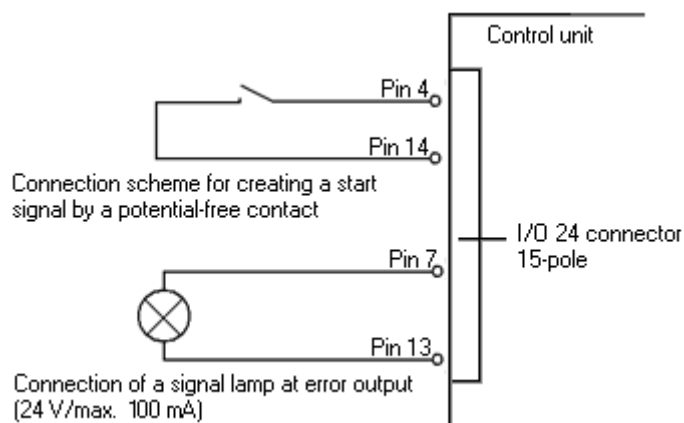 Control unit
Pin 4
Pin 14
Connection scheme for creating a start
signal by a potential-free contact
I/O 24 connector
15-pole
Pin 7
Pin 13
Connection of a signal lamp at error output
(24 V/max. 100 mA)